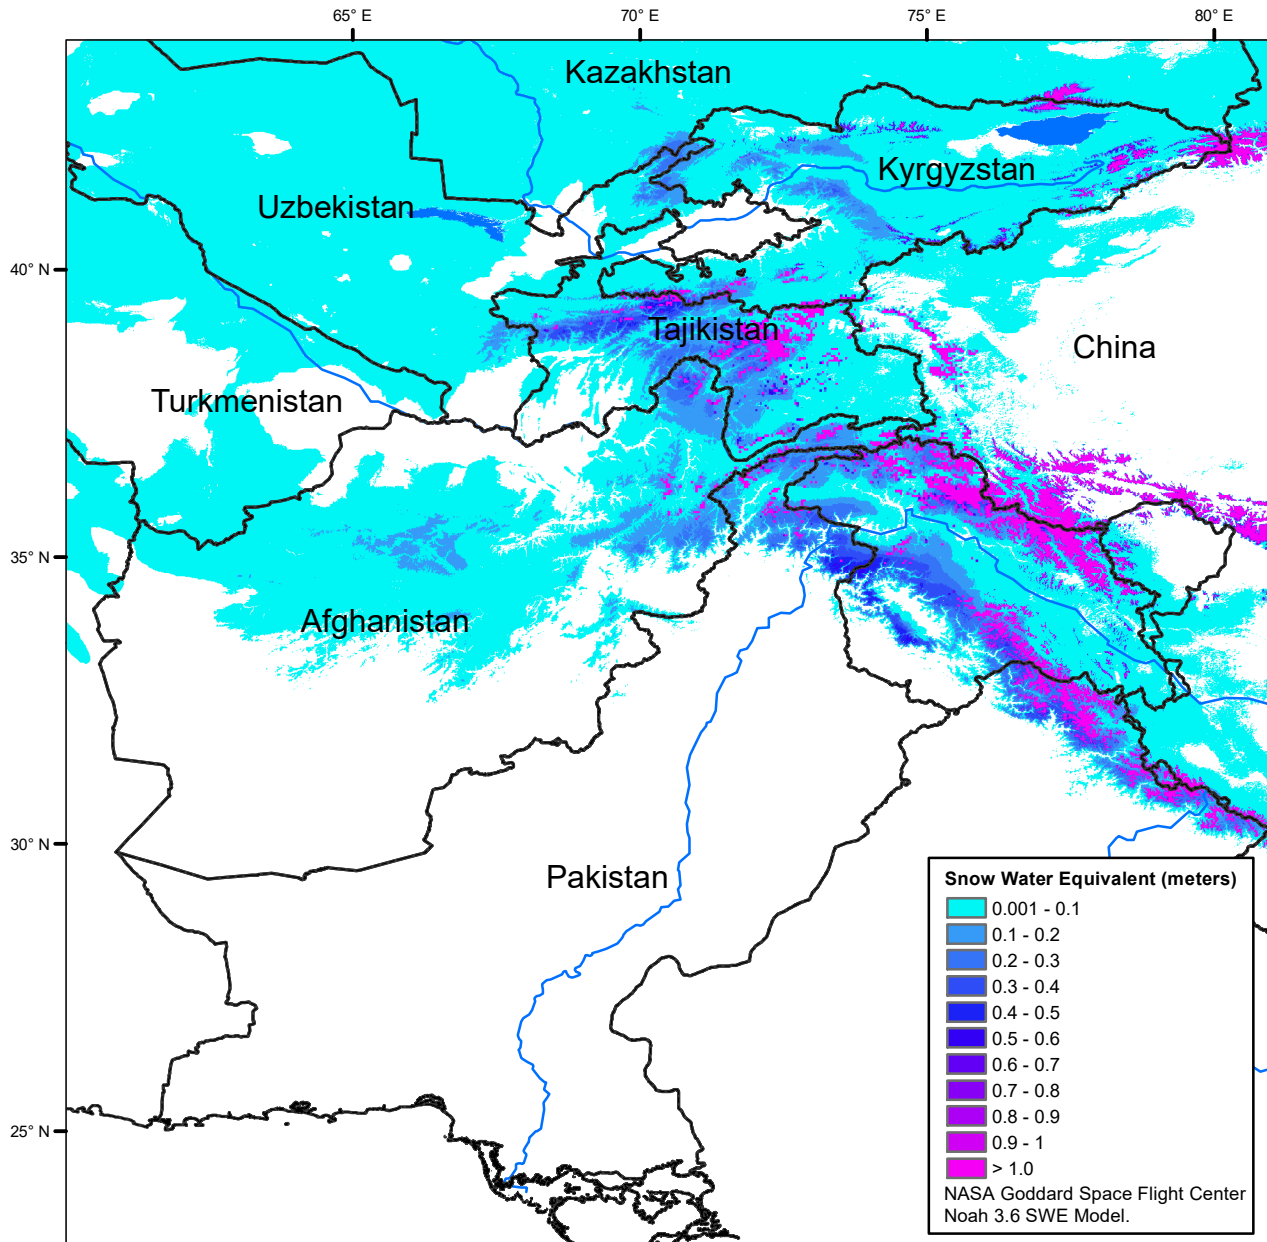 65° E
70° E
75° E
80° E
Kazakhstan
Kyrgyzstan
Uzbekistan
40° N
Tajikistan
China
Turkmenistan
35° N
Afghanistan
30° N
Pakistan
25° N
Snow Water Equivalent (meters)
0.001 - 0.1
0.1 - 0.2
0.2 - 0.3
0.3 - 0.4
0.4 - 0.5
0.5 - 0.6
0.6 - 0.7
0.7 - 0.8
0.8 - 0.9
0.9 - 1
> 1.0
NASA Goddard Space Flight Center
Noah 3.6 SWE Model.